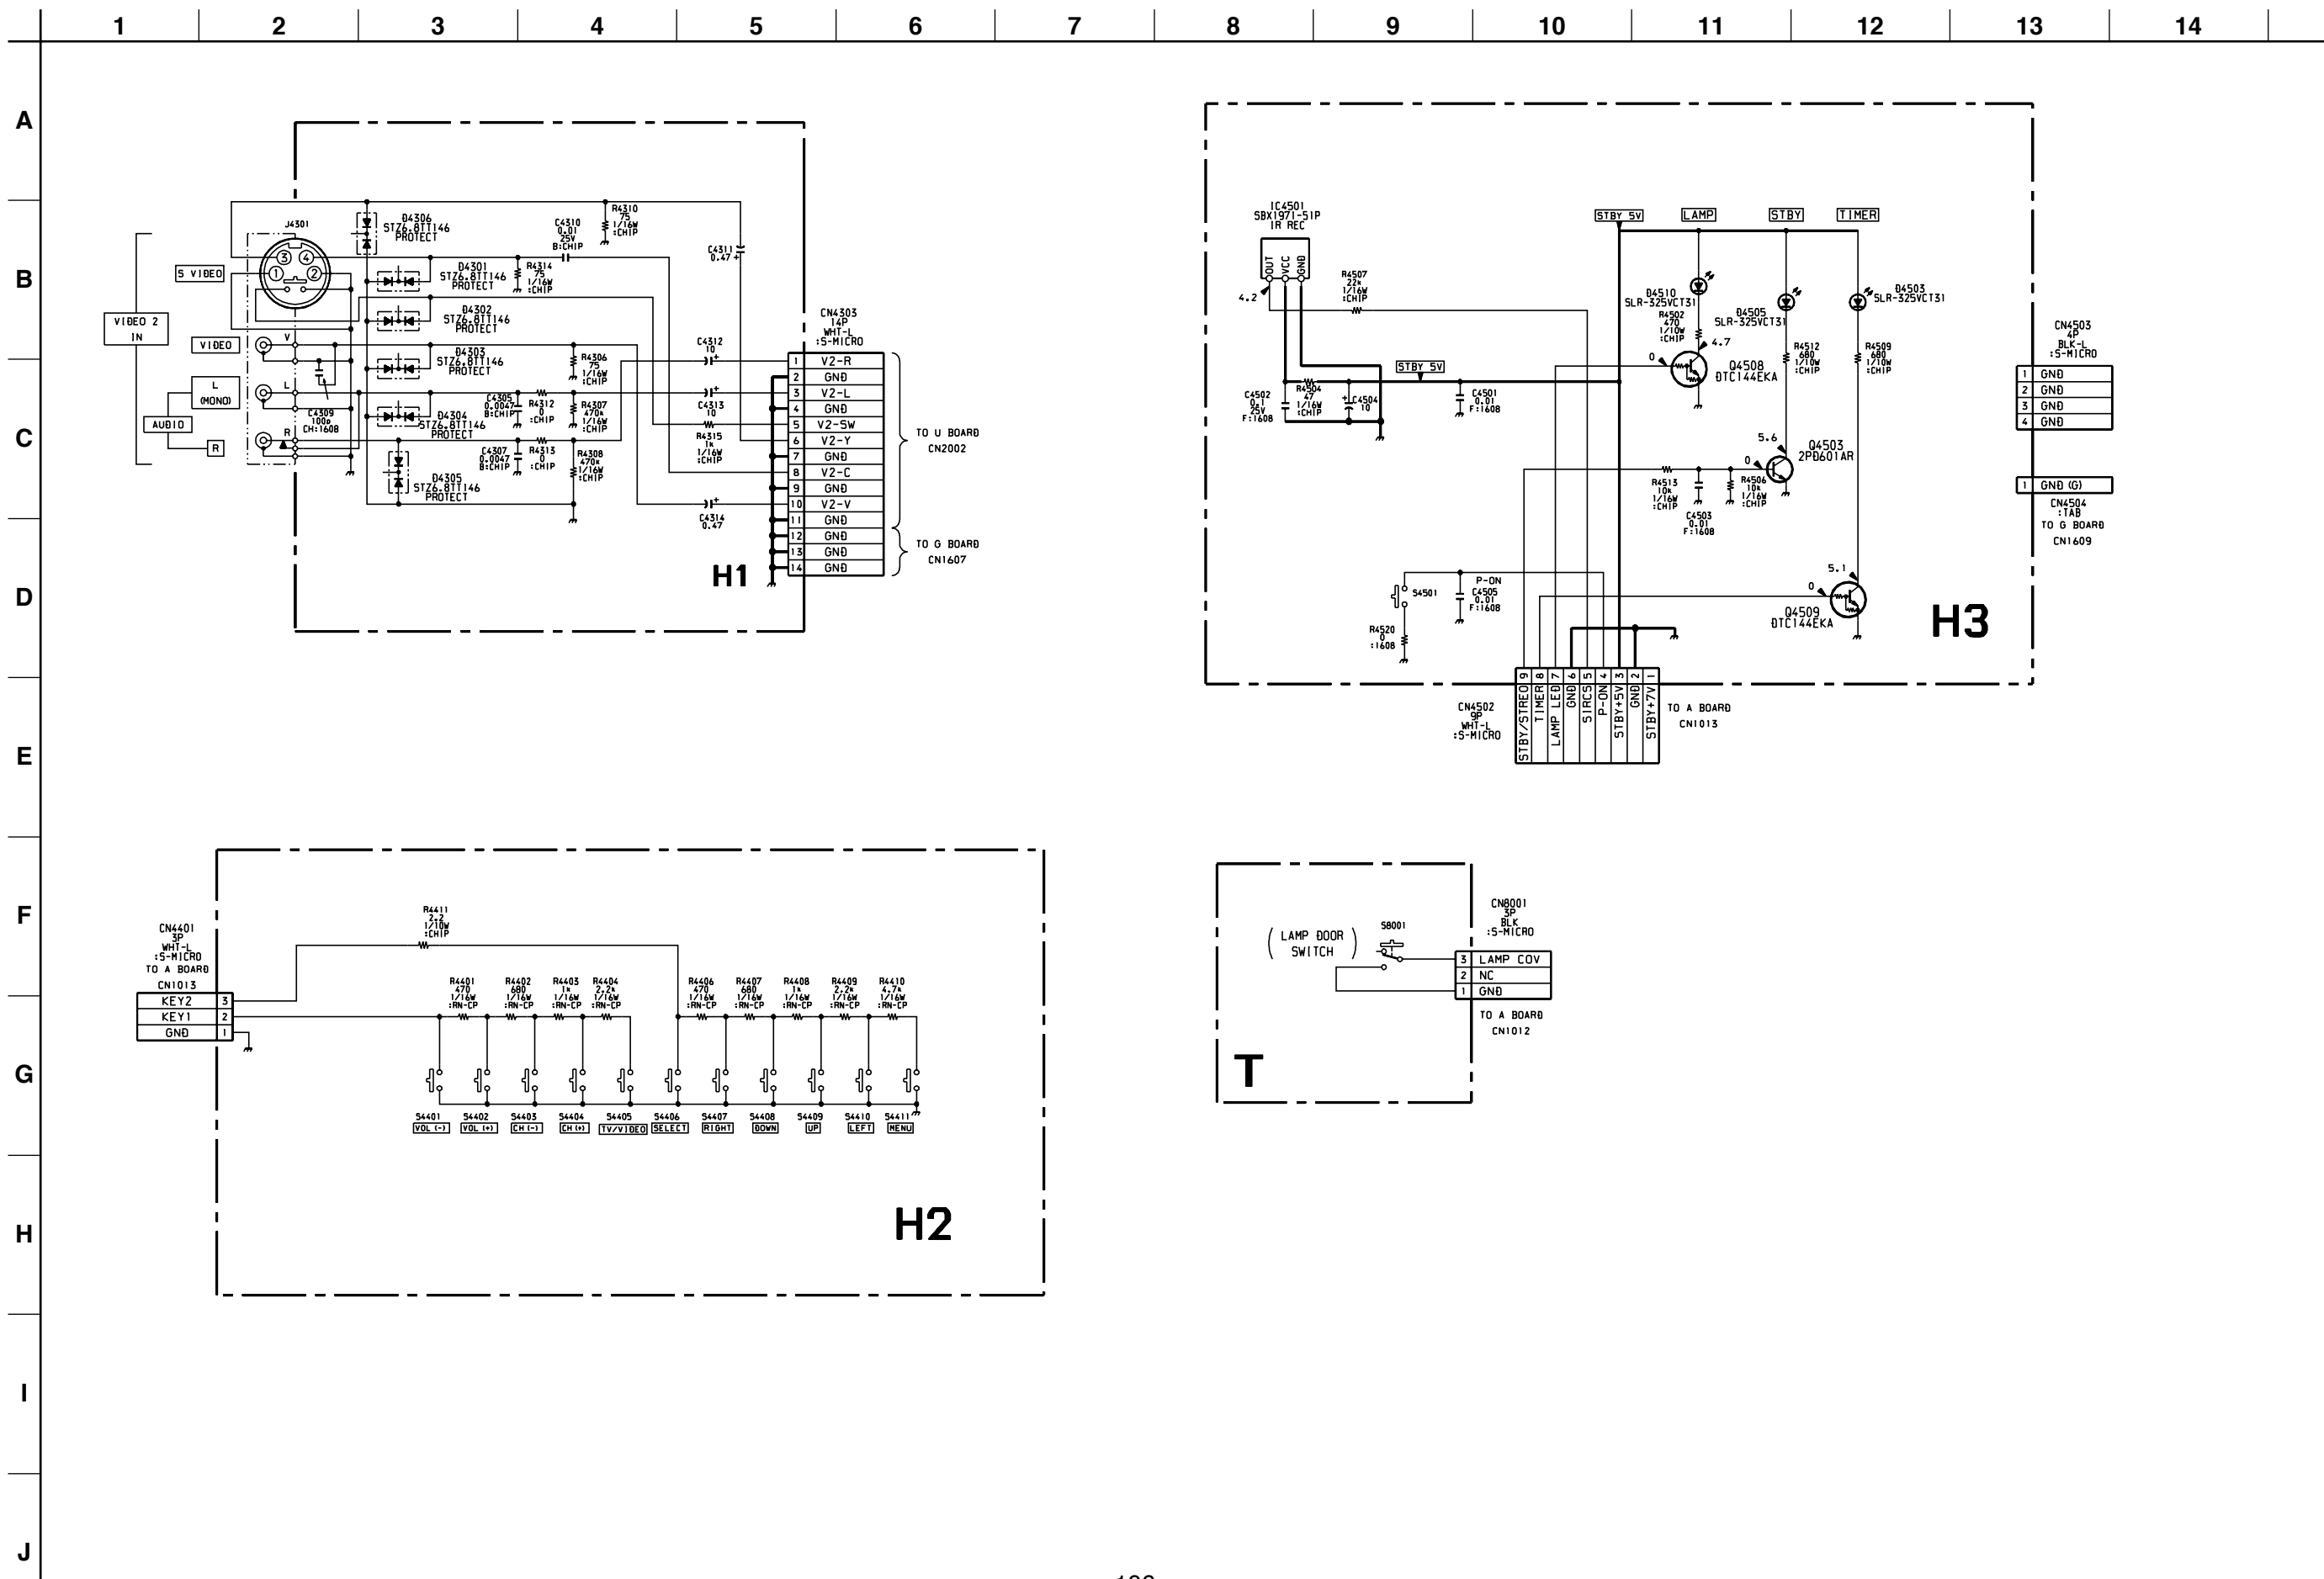 1 2 3 4 5 6 7 8 9 10 11 12 13 14
A
B
C
D
E
F
G
H
I
J
VIDEO 2
IN
S VIDEO
VIDEO
L
(MONO)
AUDIO
R
J4301
3
4
1
2
V
L
R
C4309
100p
CH:1608
D4306
STZ6.8TT146
PROTECT
D4301
STZ6.8TT146
PROTECT
D4302
STZ6.8TT146
PROTECT
D4303
STZ6.8TT146
PROTECT
D4304
STZ6.8TT146
PROTECT
D4305
STZ6.8TT146
PROTECT
C4310
0.01
25V
B:CHIP
R4310
75
1/16W
:CHIP
R4314
75
1/16W
:CHIP
C4311
0.47
R4306
75
1/16W
:CHIP
C4305
0.0047
B:CHIP
R4312
0
:CHIP
R4307
470k
1/16W
:CHIP
C4307
0.0047
B:CHIP
R4313
0
:CHIP
R4308
470k
1/16W
:CHIP
C4312
10
C4313
10
R4315
1k
1/16W
:CHIP
C4314
0.47
CN4303
14P
WHT-L
:S-MICRO
1 V2-R
2 GND
3 V2-L
4 GND
5 V2-SW
6 V2-Y
7 GND
8 V2-C
9 GND
10 V2-V
11 GND
12 GND
13 GND
14 GND
TO U BOARD
CN2002
TO G BOARD
CN1607
H1
IC4501
SBX1971-51P
IR REC
OUT
VCC
GND
4.2
R4507
22k
1/16W
:CHIP
STBY 5V
C4502
0.1
25V
F:1608
R4504
47
1/16W
:CHIP
C4504
10
C4501
0.01
F:1608
STBY 5V
LAMP
STBY
TIMER
D4510
SLR-325VCT31
R4502
470
1/10W
:CHIP
D4505
SLR-325VCT31
D4503
SLR-325VCT31
4.7
0
Q4508
DTC144EKA
R4512
680
1/10W
:CHIP
R4509
680
1/10W
:CHIP
5.6
0
Q4503
2PD601AR
R4513
10k
1/16W
:CHIP
C4503
0.01
F:1608
R4506
10k
1/16W
:CHIP
5.1
0
Q4509
DTC144EKA
S4501
P-ON
C4505
0.01
F:1608
R4520
0
:1608
H3
CN4502
9P
WHT-L
:S-MICRO
9 STBY/STREO
8 TIMER
7 LAMP LED
6 GND
5 SIRCS
4 P-ON
3 STBY+5V
2 GND
1 STBY+7V
TO A BOARD
CN1013
CN4503
4P
BLK-L
:S-MICRO
1 GND
2 GND
3 GND
4 GND
1 GND (G)
CN4504
:TAB
TO G BOARD
CN1609
CN4401
3P
WHT-L
:S-MICRO
TO A BOARD
CN1013
KEY2 3
KEY1 2
GND 1
R4411
2.2
1/10W
:CHIP
R4401
470
1/16W
:RN-CP
R4402
680
1/16W
:RN-CP
R4403
1k
1/16W
:RN-CP
R4404
2.2k
1/16W
:RN-CP
R4406
470
1/16W
:RN-CP
R4407
680
1/16W
:RN-CP
R4408
1k
1/16W
:RN-CP
R4409
2.2k
1/16W
:RN-CP
R4410
4.7k
1/16W
:RN-CP
S4401 S4402 S4403 S4404 S4405 S4406 S4407 S4408 S4409 S4410 S4411
VOL (-) VOL (+) CH (-) CH (+) TV/VIDEO SELECT RIGHT DOWN UP LEFT MENU
H2
(LAMP DOOR
SWITCH)
S8001
CN8001
3P
BLK
:S-MICRO
3 LAMP COV
2 NC
1 GND
TO A BOARD
CN1012
T